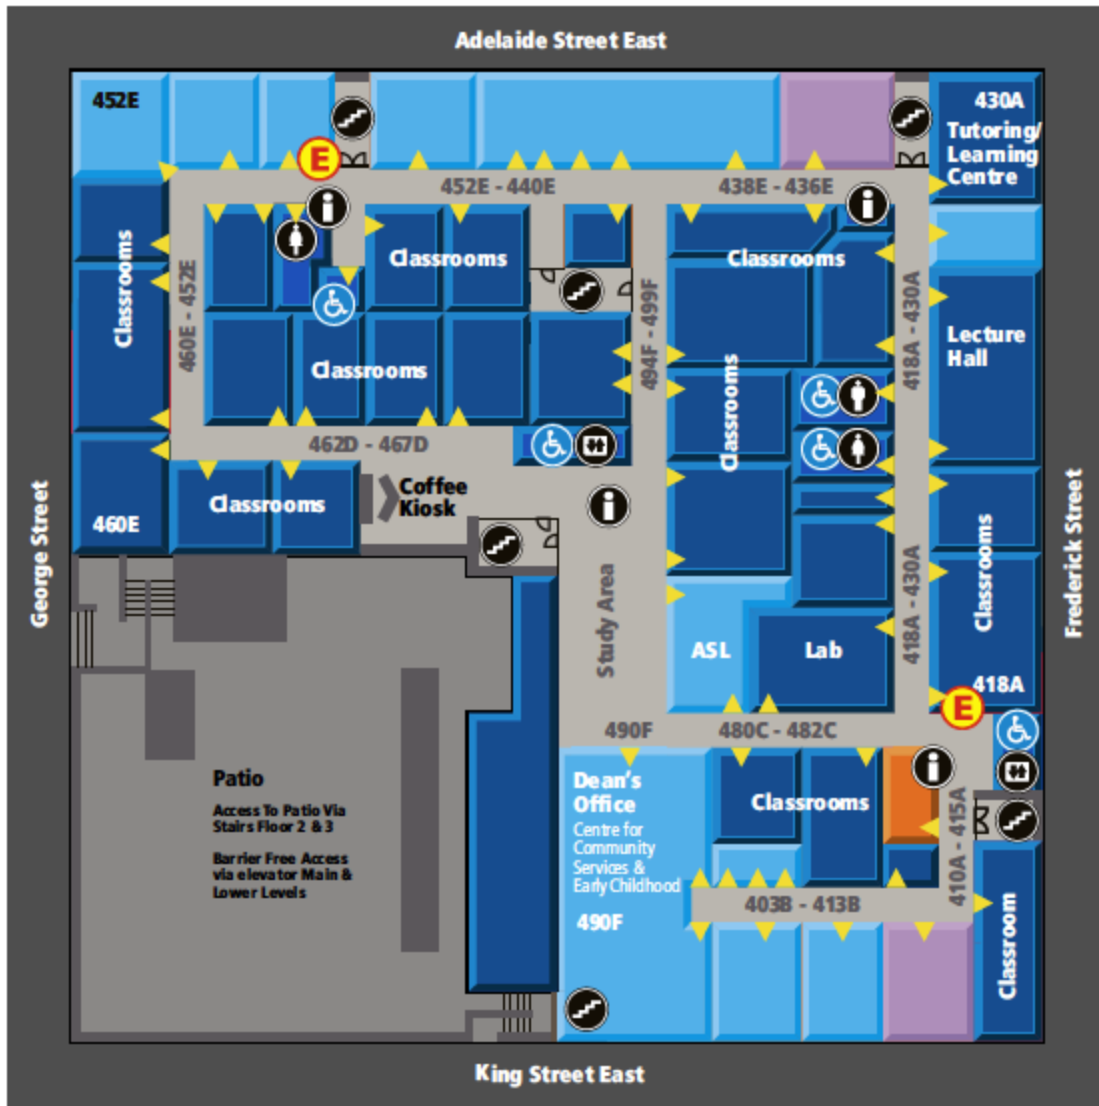 Adelaide Street East
452E
430A
Tutoring/
Learning
Centre
E
452E - 440E
438E - 436E
i
i
Classrooms
Classrooms
Classrooms
460E - 452E
494F - 499F
418A - 430A
Lecture
Hall
Classrooms
Classrooms
462D - 467D
Classrooms
460E
Coffee
Kiosk
i
George Street
Frederick Street
Study Area
418A - 430A
Classrooms
ASL
Lab
418A
E
490F
480C - 482C
i
Patio
Access To Patio Via
Stairs Floor 2 & 3
Barrier Free Access
via elevator Main &
Lower Levels
Dean's
Office
Centre for
Community
Services &
Early Childhood
490F
Classrooms
410A - 415A
403B - 413B
Classroom
King Street East